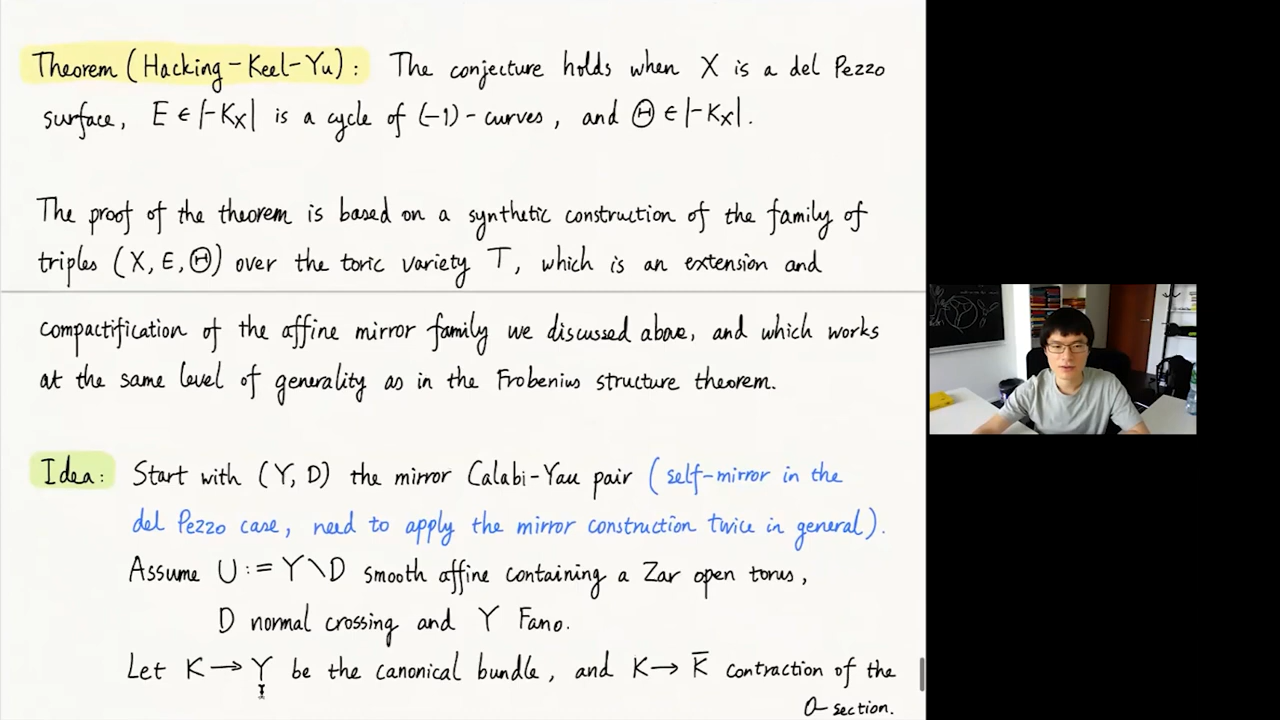 Theorem (Hacking-Keel-Yu): The conjecture holds when X is a del Pezzo
surface, E ∈ |-K_X| is a cycle of (-1)-curves, and Θ ∈ |-K_X|.
The proof of the theorem is based on a synthetic construction of the family of
triples (X, E, Θ) over the toric variety T, which is an extension and
compactification of the affine mirror family we discussed above, and which works
at the same level of generality as in the Frobenius structure theorem.
Idea: Start with (Y, D) the mirror Calabi-Yau pair (self-mirror in the
del Pezzo case, need to apply the mirror construction twice in general).
Assume U := Y \ D smooth affine containing a Zar open torus,
D normal crossing and Y Fano.
Let K → Y be the canonical bundle, and K → K̅ contraction of the
0-section.